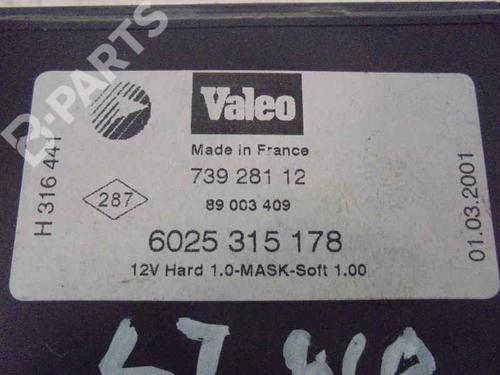 B-PARTS
Valeo
Made in France
739 281 12
89 003 409
6025 315 178
12V Hard 1.0-MASK-Soft 1.00
H 316 441
287
01.03.2001